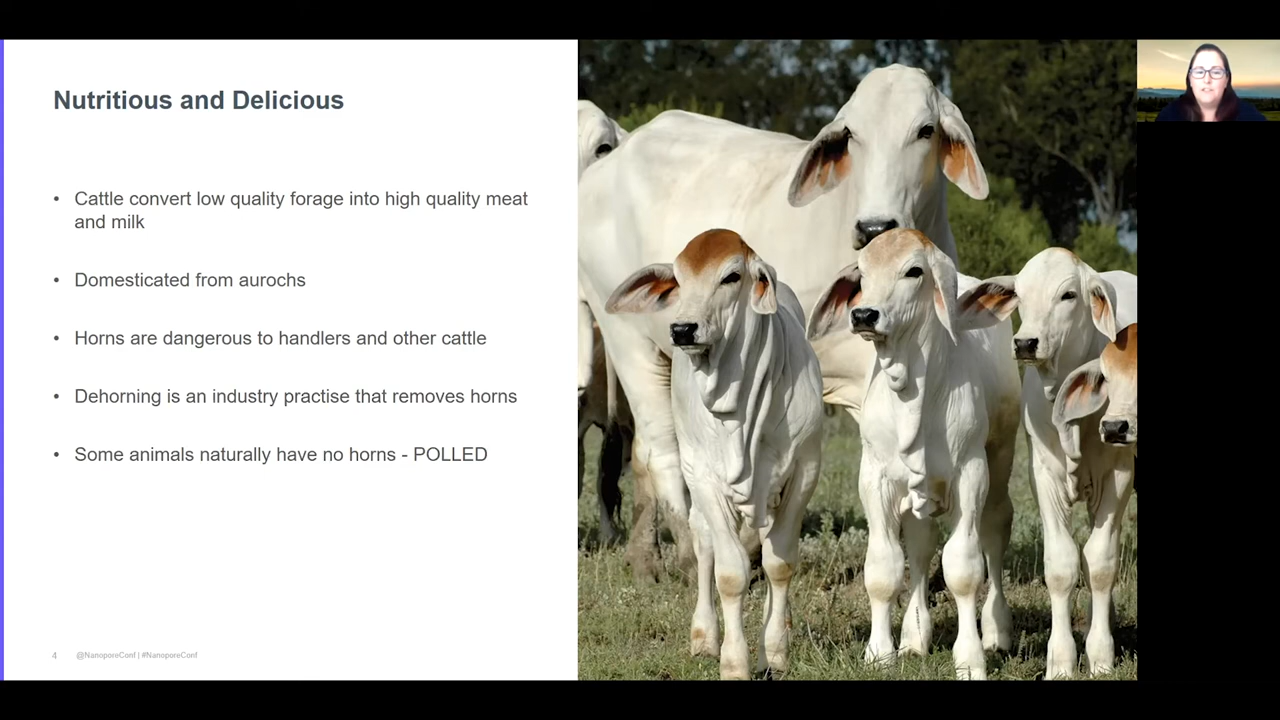 Nutritious and Delicious
• Cattle convert low quality forage into high quality meat
and milk
• Domesticated from aurochs
• Horns are dangerous to handlers and other cattle
• Dehorning is an industry practise that removes horns
• Some animals naturally have no horns - POLLED
4 @NanoporeConf | #NanoporeConf